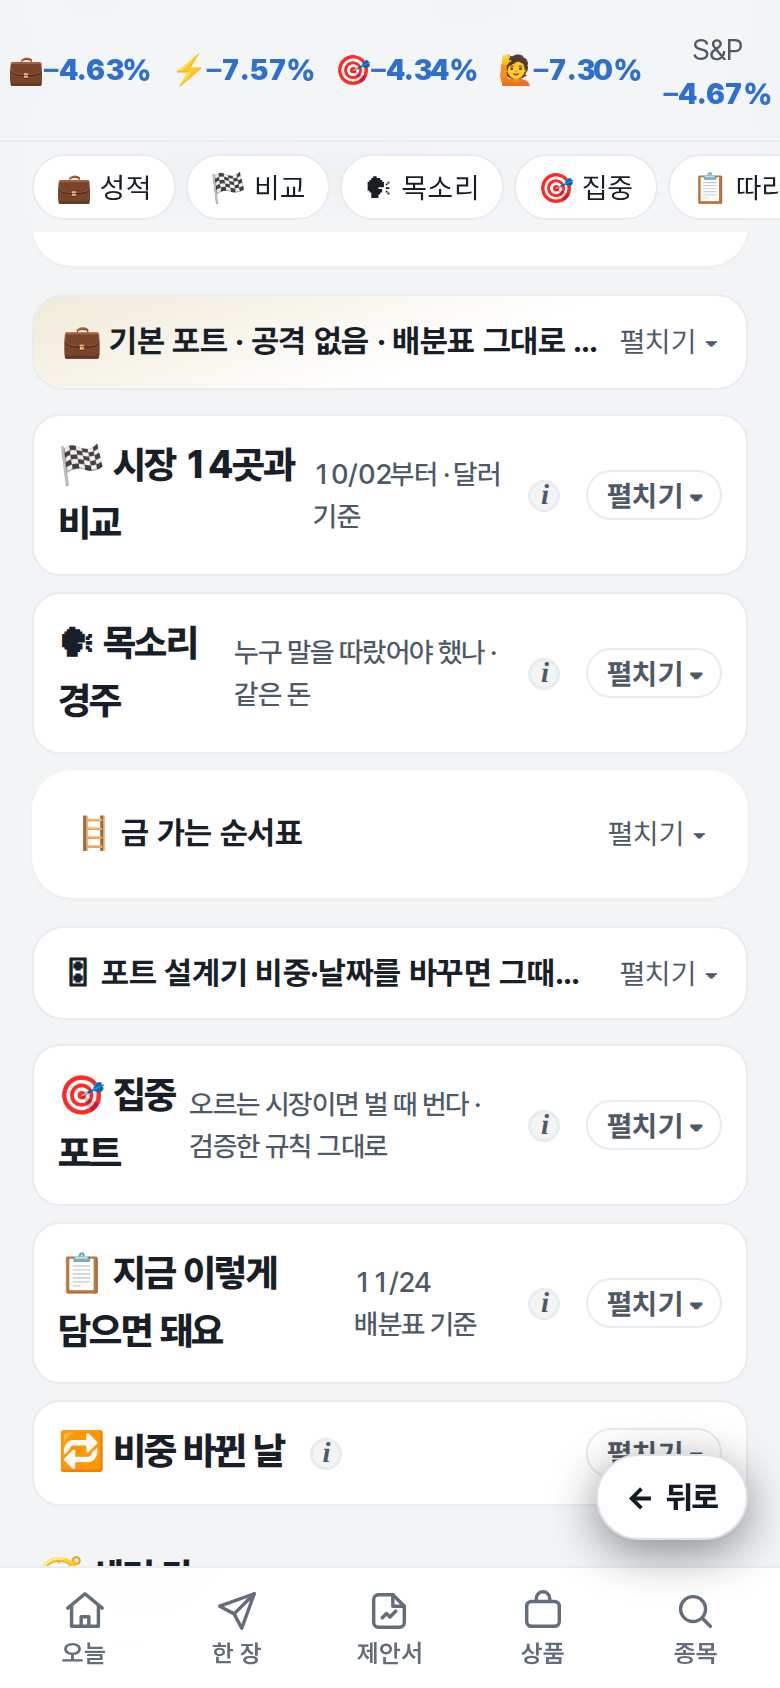 💼−4.63% ⚡−7.57% 🎯−4.34% 🙋−7.30% S&P −4.67%
💼 성적 🏁 비교 🗣 목소리 🎯 집중 📋
💼 기본 포트 · 공격 없음 · 배분표 그대로 ... 펼치기
🏁 시장 14곳과 비교
10/02부터 · 달러 기준
i 펼치기
🗣 목소리 경주
누구 말을 따랐어야 했나 · 같은 돈
i 펼치기
🪜 금 가는 순서표 펼치기
🎛 포트 설계기 비중·날짜를 바꾸면 그때... 펼치기
🎯 집중 포트
오르는 시장이면 벌 때 번다 · 검증한 규칙 그대로
i 펼치기
📋 지금 이렇게 담으면 돼요
11/24 배분표 기준
i 펼치기
🔁 비중 바뀐 날 i 펼치기
← 뒤로
오늘 한 장 제안서 상품 종목